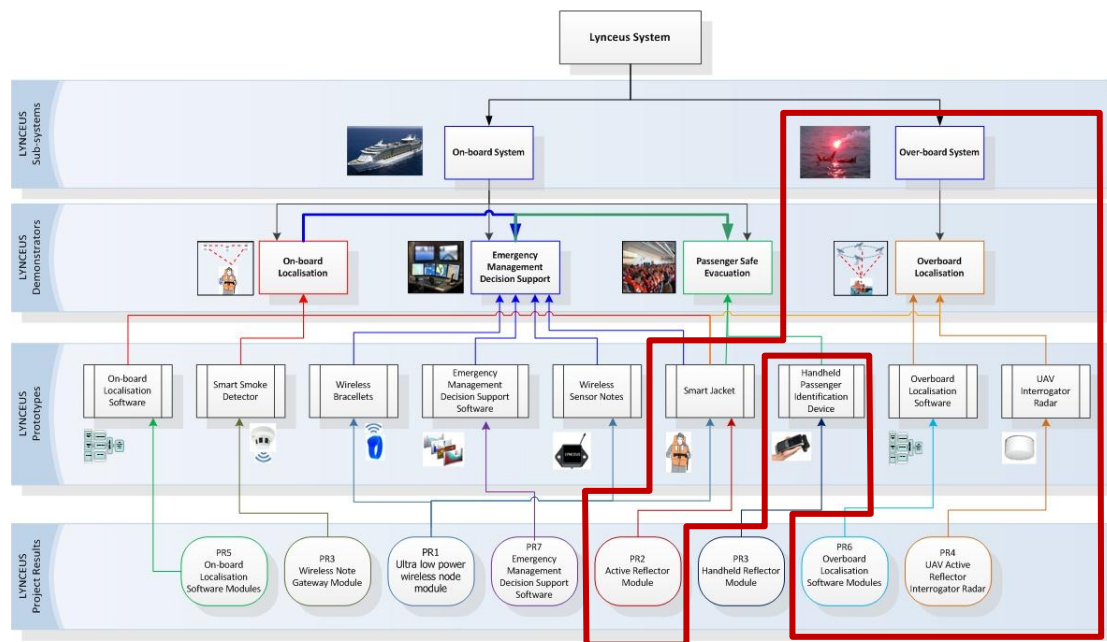 Lynceus System
LYNCEUS
Sub-systems
On-board System
Over-board System
LYNCEUS
Demonstrators
On-board
Localisation
Emergency
Management
Decision Support
Passenger Safe
Evacuation
Overboard
Localisation
LYNCEUS
Prototypes
On-board
Localisation
Software
Smart Smoke
Detector
Wireless
Bracellets
Emergency
Management
Decision Support
Software
Wireless
Sensor Notes
Smart Jacket
Handheld
Passenger
Identification
Device
Overboard
Localisation
Software
UAV
Interrogator
Radar
LYNCEUS
LYNCEUS
Project Results
PR5
On-board
Localisation
Software Modules
PR3
Wireless Note
Gateway Module
PR1
Ultra low power
wireless node
module
PR7
Emergency
Management
Decision Support
Software
PR2
Active Reflector
Module
PR3
Handheld Reflector
Module
PR6
Overboard
Localisation
Software Modules
PR4
UAV Active
Reflector
Interrogator Radar